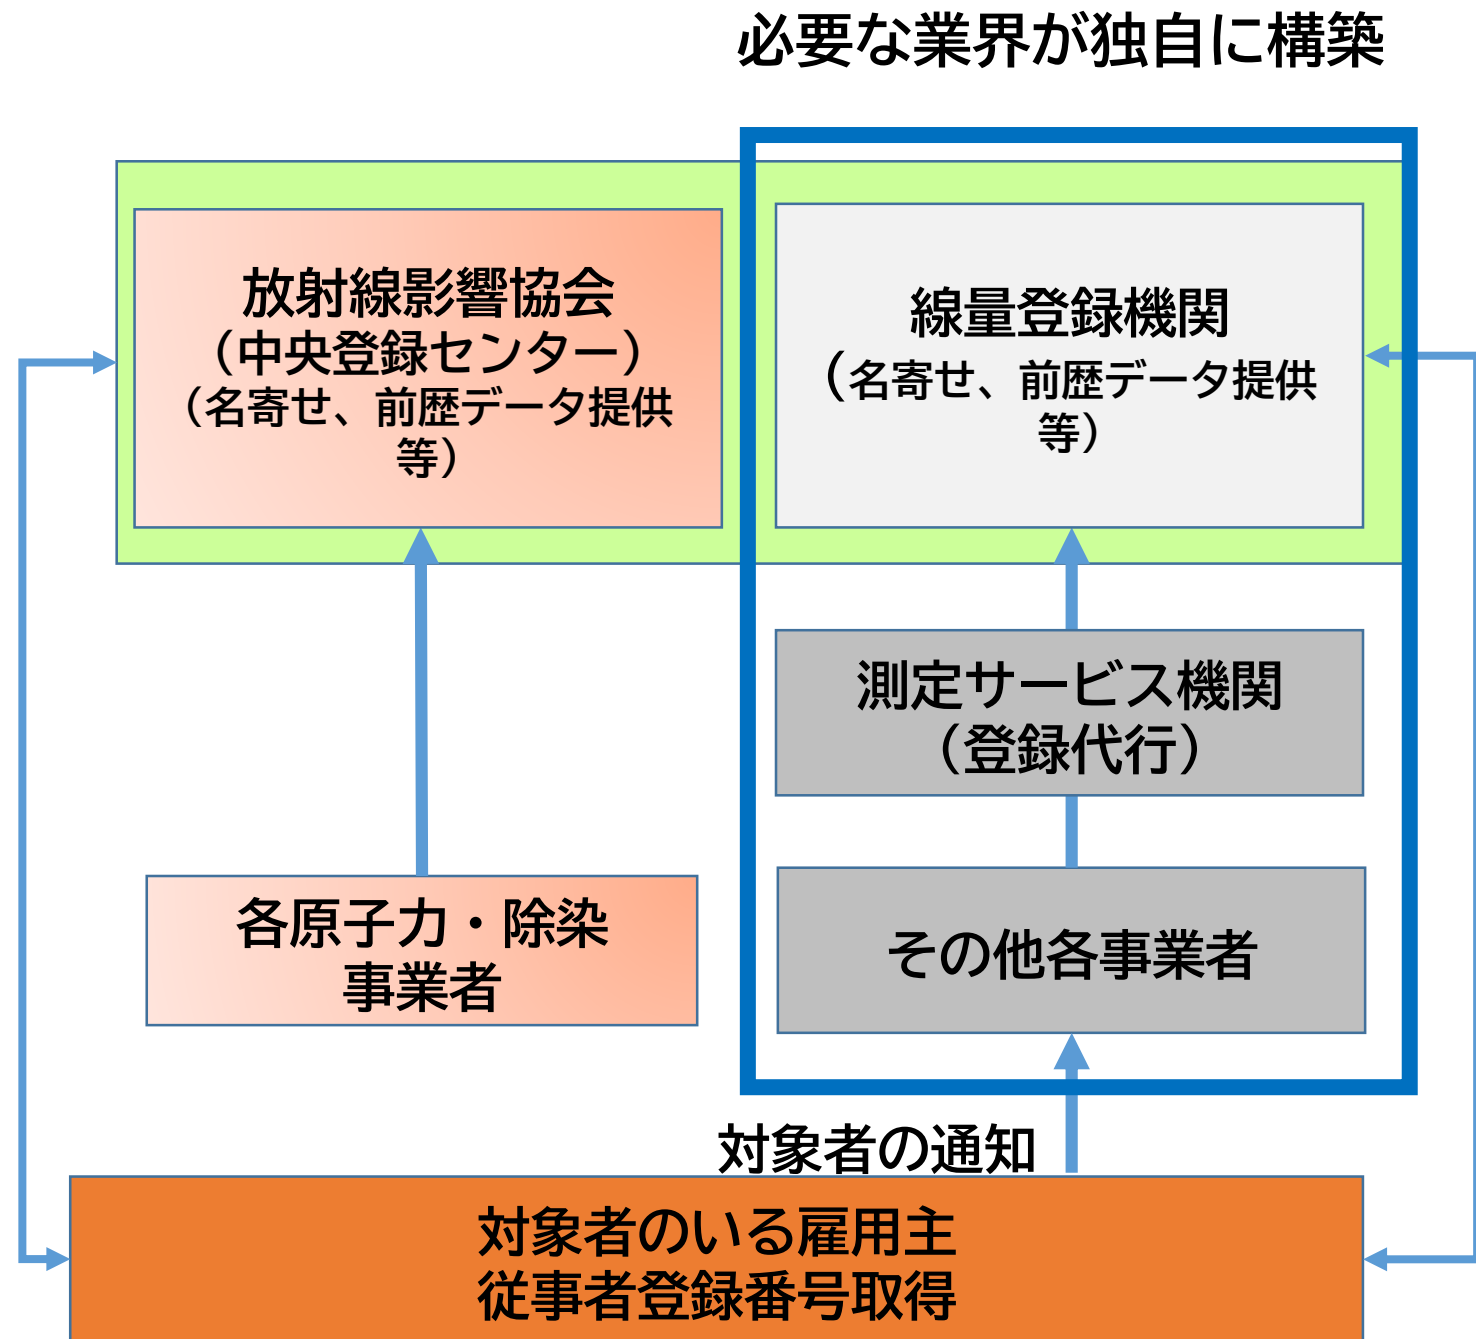 必要な業界が独自に構築
放射線影響協会
（中央登録センター）
（名寄せ、前歴データ提供
等）
線量登録機関
（名寄せ、前歴データ提供
等）
測定サービス機関
（登録代行）
各原子力・除染
事業者
その他各事業者
対象者の通知
対象者のいる雇用主
従事者登録番号取得